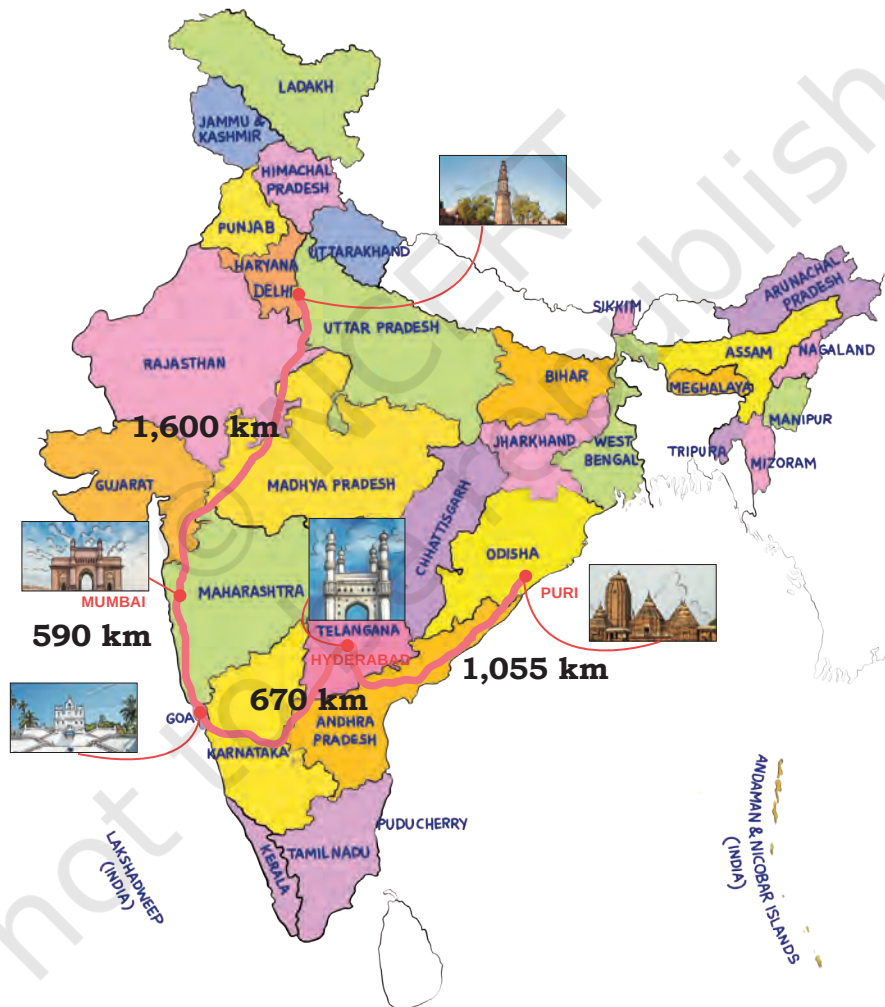 LADAKH
JAMMU &
KASHMIR
HIMACHAL
PRADESH
PUNJAB
UTTARAKHAND
HARYANA
DELHI
ARUNACHAL
PRADESH
SIKKIM
UTTAR PRADESH
RAJASTHAN
ASSAM
NAGALAND
BIHAR
MEGHALAYA
MANIPUR
1,600 km
JHARKHAND
WEST
BENGAL
TRIPURA
MIZORAM
GUJARAT
MADHYA PRADESH
CHHATTISGARH
ODISHA
MAHARASHTRA
MUMBAI
PURI
590 km
TELANGANA
HYDERABAD
1,055 km
670 km
GOA
ANDHRA
PRADESH
KARNATAKA
PUDUCHERRY
KERALA
TAMIL NADU
LAKSHADWEEP
(INDIA)
ANDAMAN & NICOBAR ISLANDS
(INDIA)
© NCERT
not to be republish